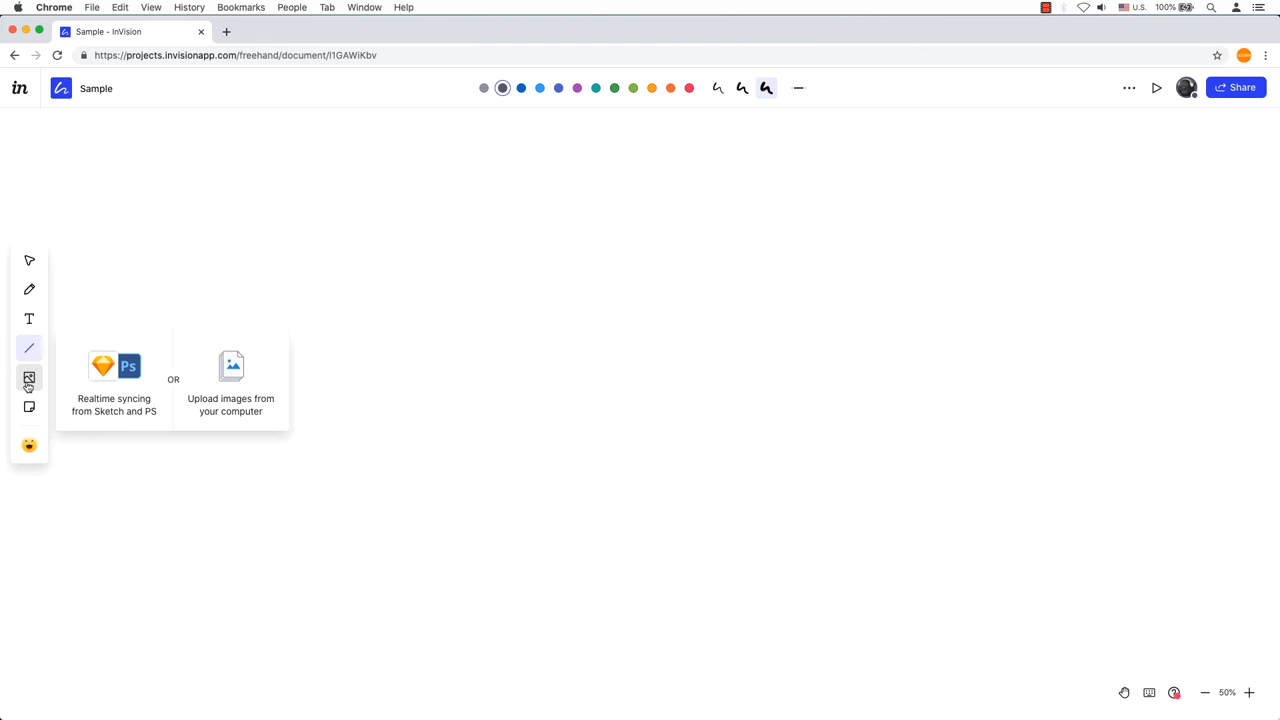 Chrome File Edit View History Bookmarks People Tab Window Help
U.S. 100%
Sample - InVision
https://projects.invisionapp.com/freehand/document/I1GAWiKbv
in Sample Share
T
Ps
OR
Realtime syncing
from Sketch and PS
Upload images from
your computer
50%